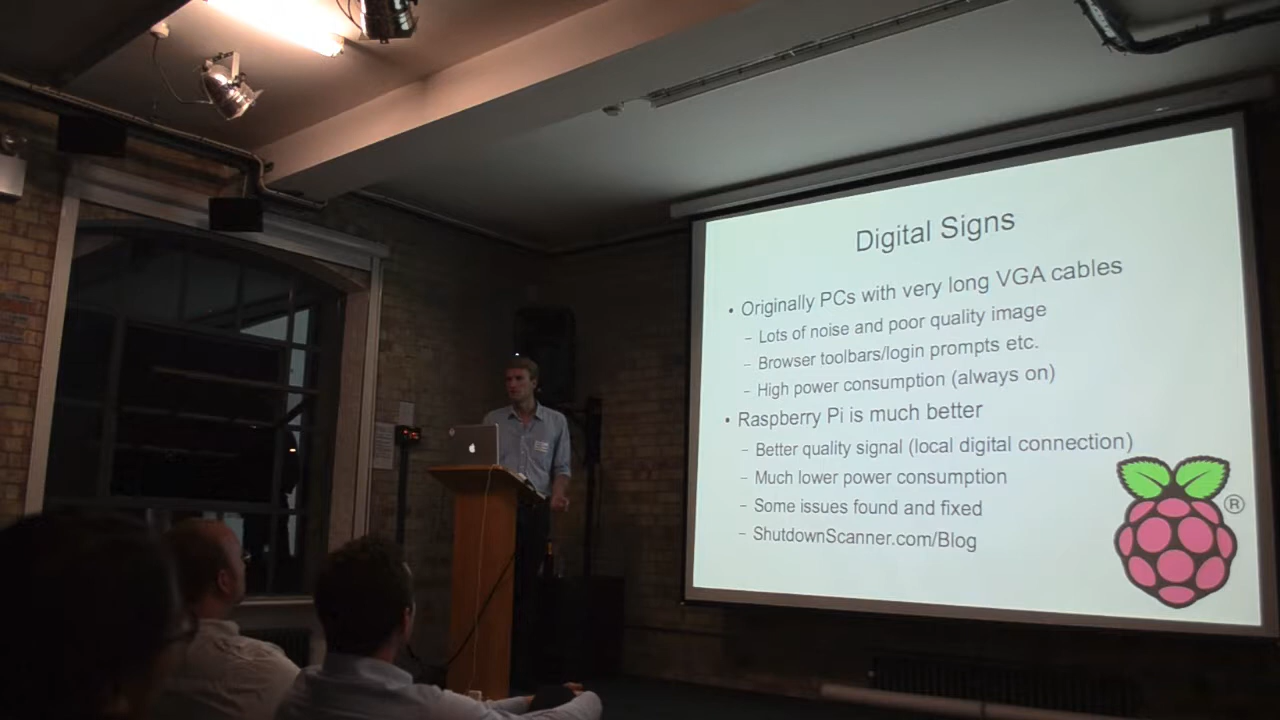 Digital Signs
• Originally PCs with very long VGA cables
– Lots of noise and poor quality image
– Browser toolbars/login prompts etc.
– High power consumption (always on)
• Raspberry Pi is much better
– Better quality signal (local digital connection)
– Much lower power consumption
– Some issues found and fixed
– ShutdownScanner.com/Blog
®